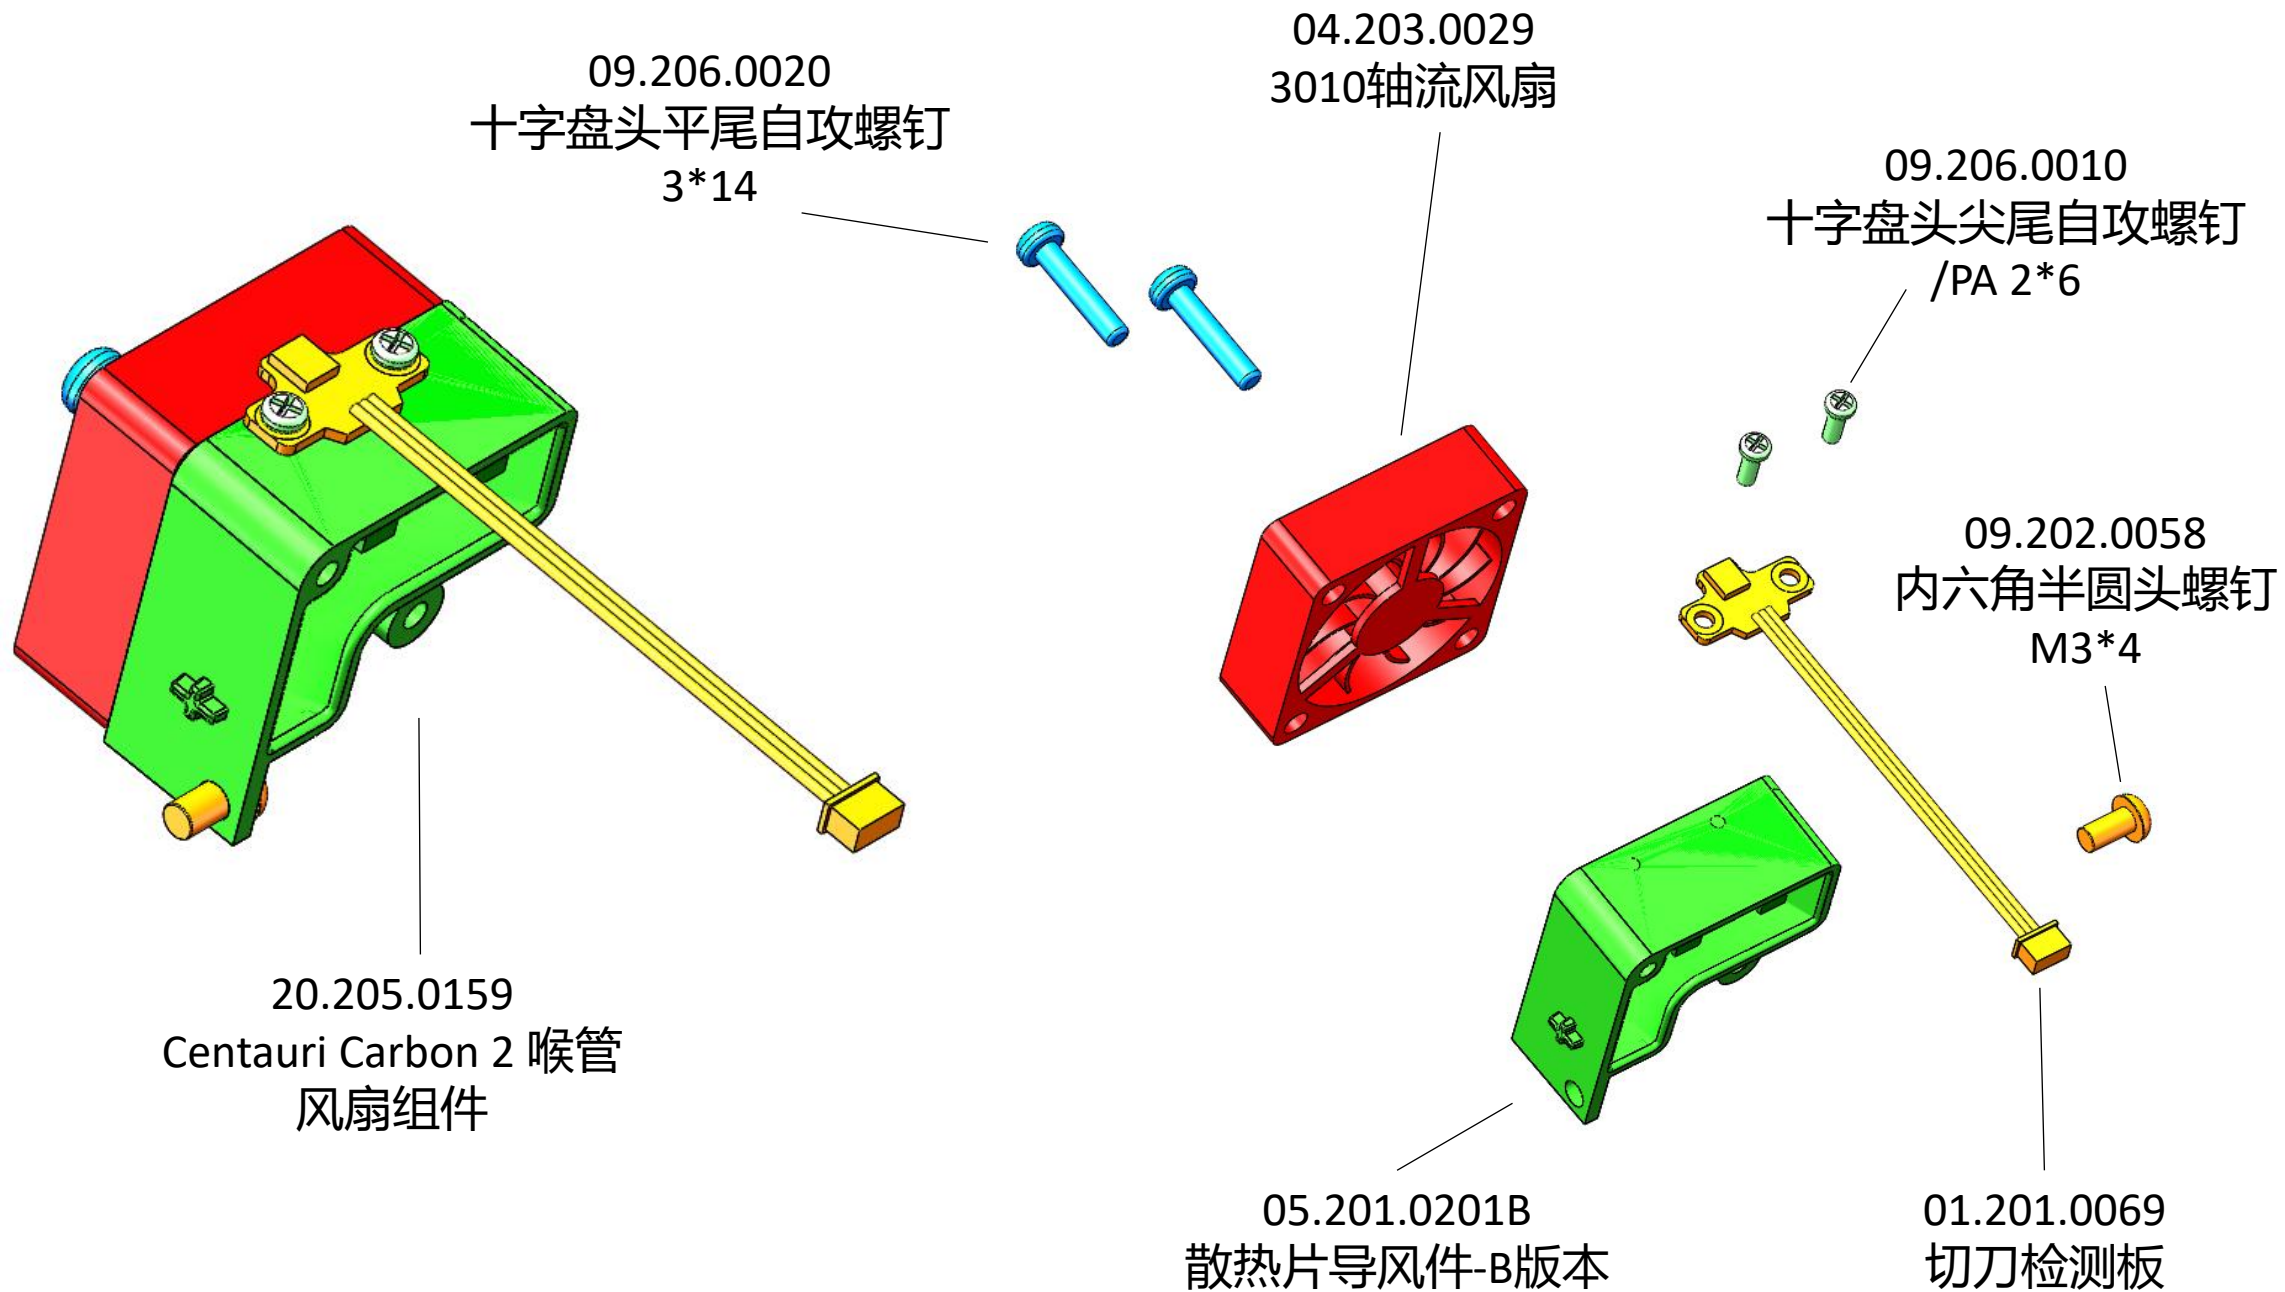 09.206.0020
十字盘头平尾自攻螺钉
3*14
04.203.0029
3010轴流风扇
09.206.0010
十字盘头尖尾自攻螺钉
/PA 2*6
09.202.0058
内六角半圆头螺钉
M3*4
20.205.0159
Centauri Carbon 2 喉管
风扇组件
05.201.0201B
散热片导风件-B版本
01.201.0069
切刀检测板